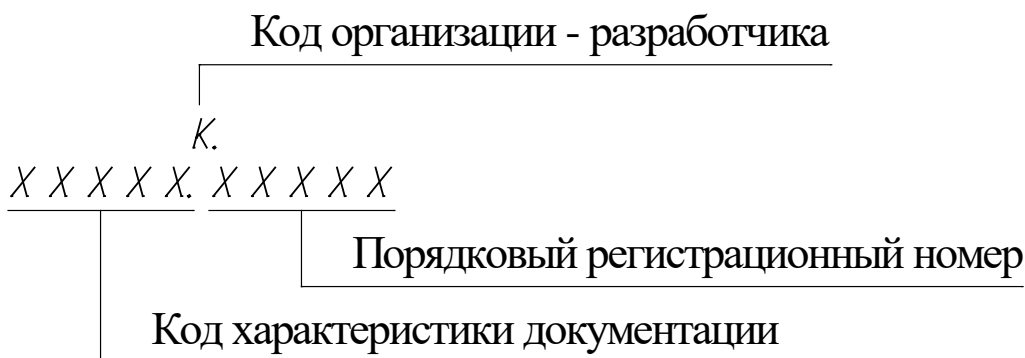 Код организации - разработчика
К.
X X X X X. X X X X X
Порядковый регистрационный номер
Код характеристики документации